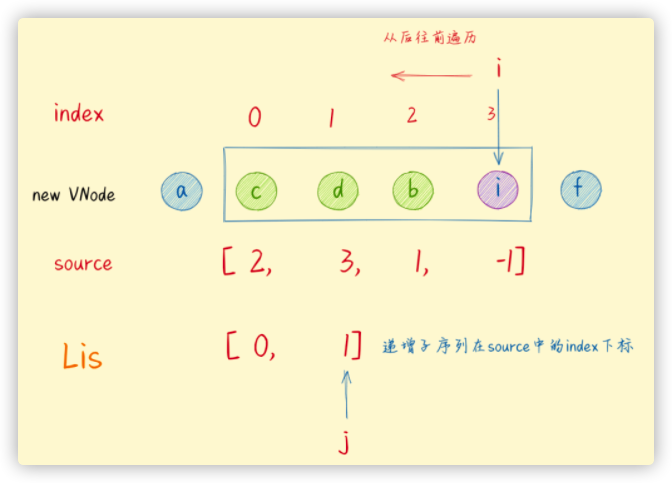 从后往前遍历
i
index 0 1 2 3
new VNode a c d b i f
source [ 2, 3, 1, -1]
Lis [ 0, 1] 递增子序列在source中的index下标
j